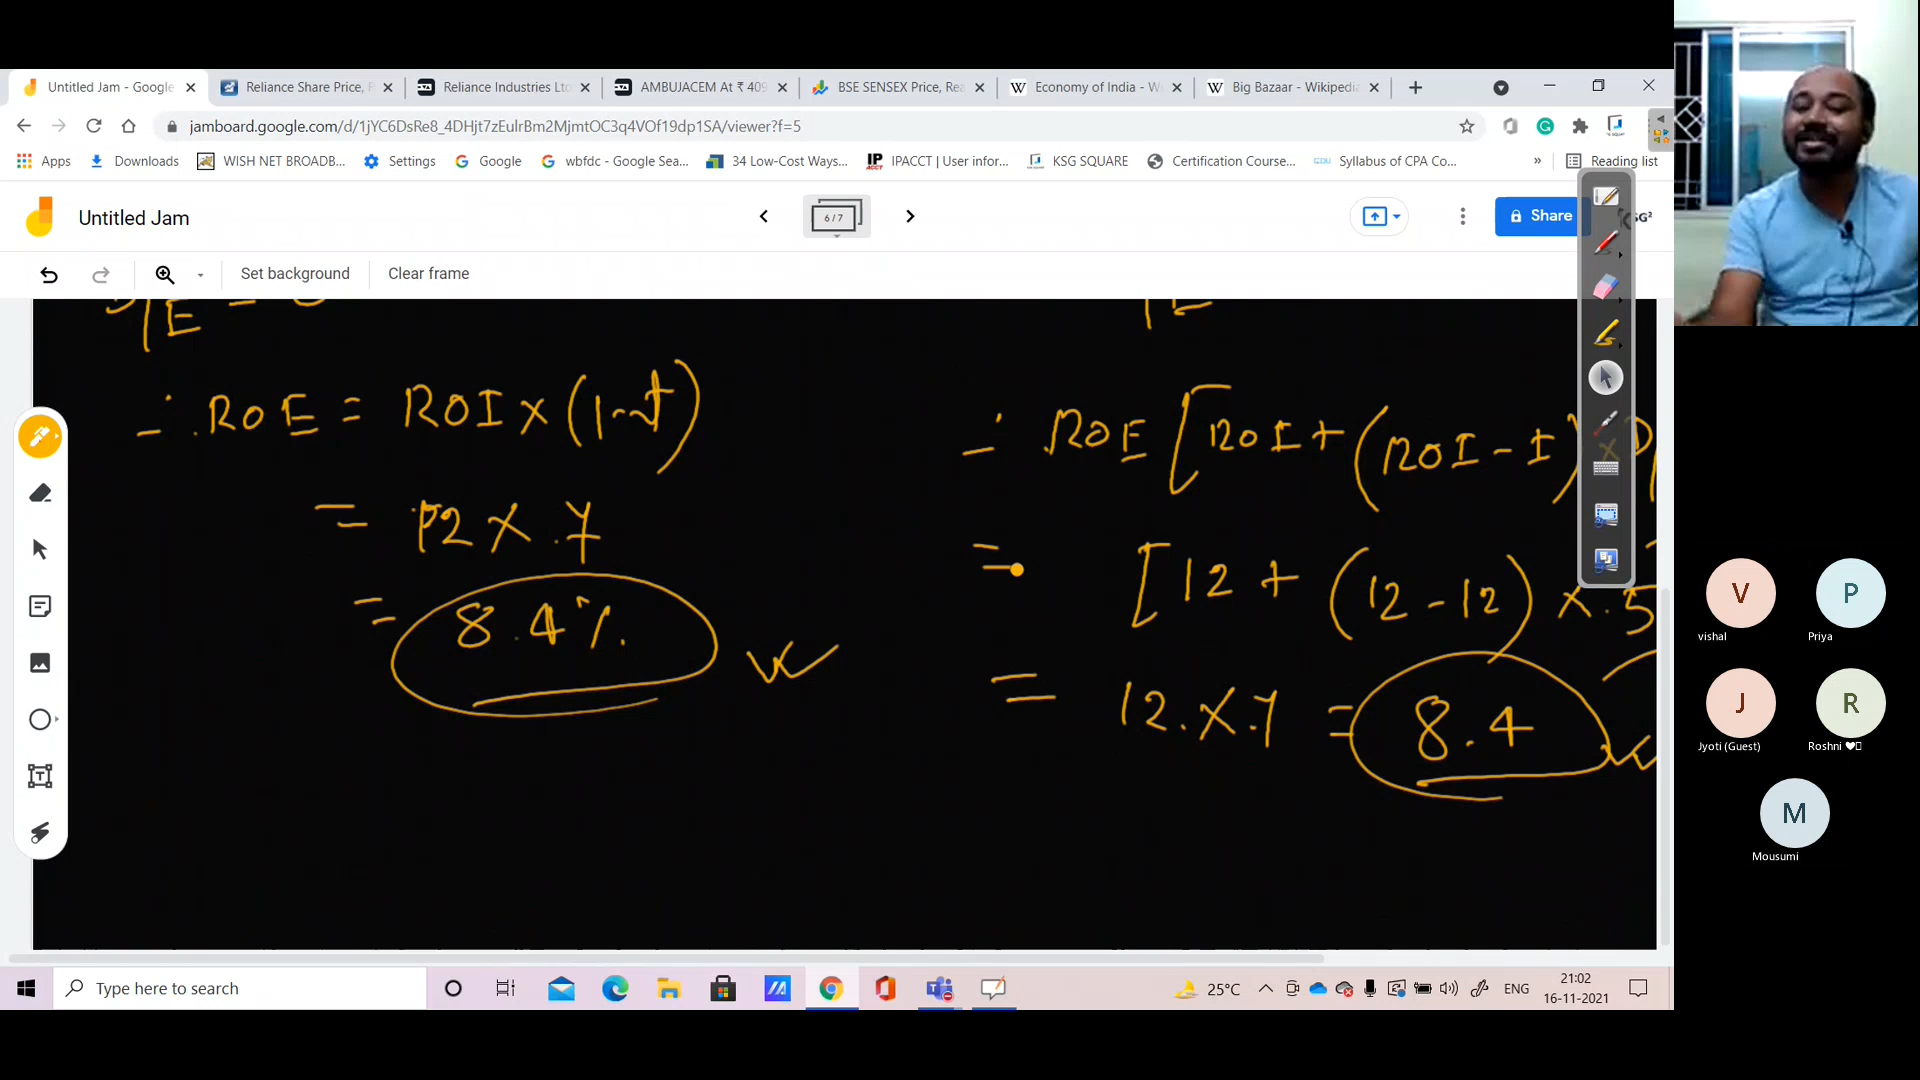 Untitled Jam - Google
Reliance Share Price, F
Reliance Industries Ltd
AMBUJACEM At ₹ 409
BSE SENSEX Price, Rea
Economy of India - W
Big Bazaar - Wikipedia
jamboard.google.com/d/1jYC6DsRe8_4DHjt7zEulrBm2MjmtOC3q4VOf19dp1SA/viewer?f=5
Apps
Downloads
WISH NET BROADB...
Settings
Google
wbfdc - Google Sea...
34 Low-Cost Ways...
IPACCT | User infor...
KSG SQUARE
Certification Course...
Syllabus of CPA Co...
»
Reading list
Untitled Jam
6 / 7
Share
SG²
Set background
Clear frame
∴ ROE = ROI X (1-t)
= 12 X .7
= 8.4%
∴ ROE [ROI + (ROI - I) X D/
= [12 + (12 - 12) X .5
= 12. X .7 = 8.4
V
vishal
P
Priya
J
Jyoti (Guest)
R
Roshni ❤
M
Mousumi
Type here to search
25°C
ENG
21:02
16-11-2021